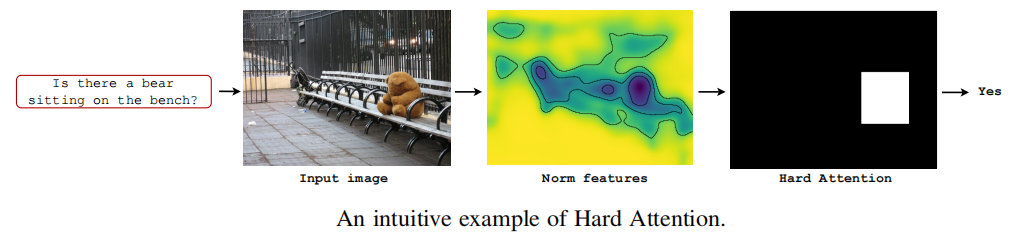 Is there a bear
sitting on the bench?
Yes
Input image
Norm features
Hard Attention
An intuitive example of Hard Attention.